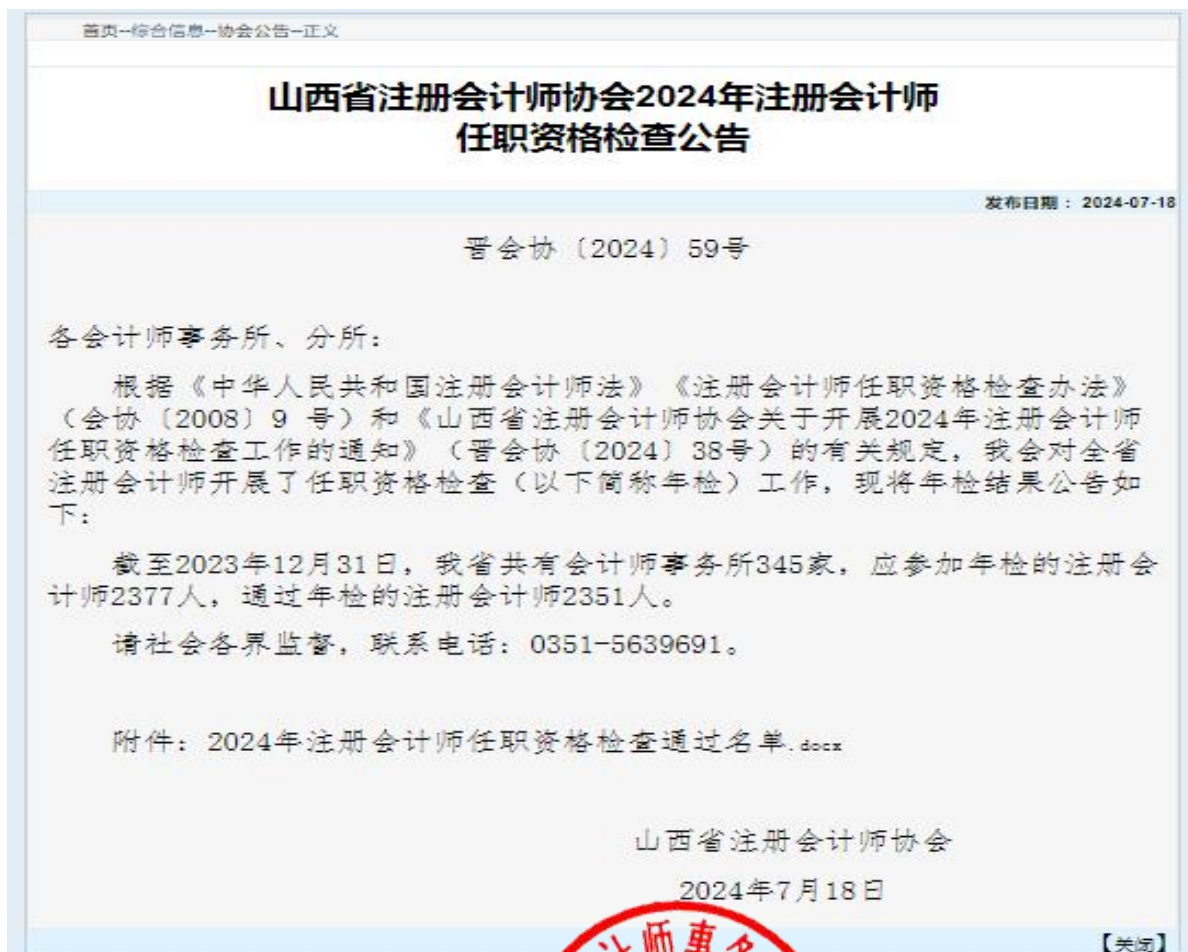 首页--综合信息--协会公告--正义
山西省注册会计师协会2024年注册会计师
任职资格检查公告
发布日期： 2024-07-18
晋会协〔2024〕59号
各会计师事务所、分所：
根据《中华人民共和国注册会计师法》《注册会计师任职资格检查办法》
（会协〔2008〕9 号）和《山西省注册会计师协会关于开展2024年注册会计师
任职资格检查工作的通知》（晋会协〔2024〕38号）的有关规定，我会对全省
注册会计师开展了任职资格检查（以下简称年检）工作，现将年检结果公告如
下：
截至2023年12月31日，我省共有会计师事务所345家，应参加年检的注册会
计师2377人，通过年检的注册会计师2351人。
请社会各界监督，联系电话：0351-5639691。
附件：2024年注册会计师任职资格检查通过名单.docx
山西省注册会计师协会
2024年7月18日
计师事务
【关闭】